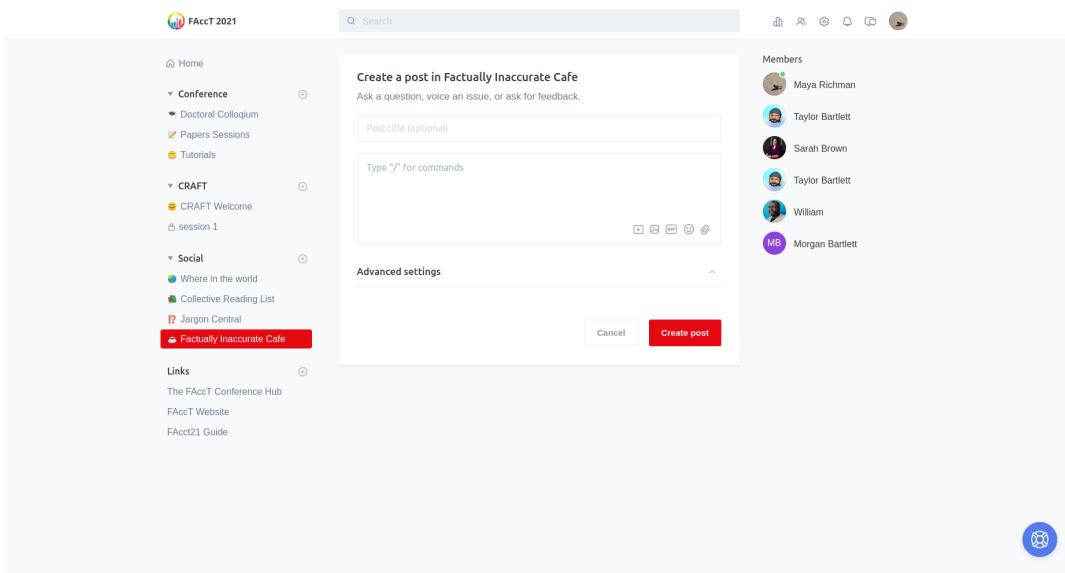 FAccT 2021
Search
Home
Conference
Doctoral Colloqium
Papers Sessions
Tutorials
CRAFT
CRAFT Welcome
session 1
Social
Where in the world
Collective Reading List
Jargon Central
Factually Inaccurate Cafe
Links
The FAccT Conference Hub
FAccT Website
FAcct21 Guide
Create a post in Factually Inaccurate Cafe
Ask a question, voice an issue, or ask for feedback.
Post title (optional)
Type "/" for commands
GIF
Advanced settings
Cancel
Create post
Members
Maya Richman
Taylor Bartlett
Sarah Brown
Taylor Bartlett
William
MB
Morgan Bartlett